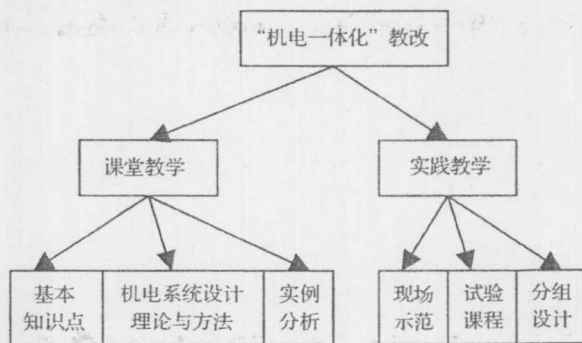 “机电一体化”教改
课堂教学
实践教学
基本
知识点
机电系统设计
理论与方法
实例
分析
现场
示范
试验
课程
分组
设计